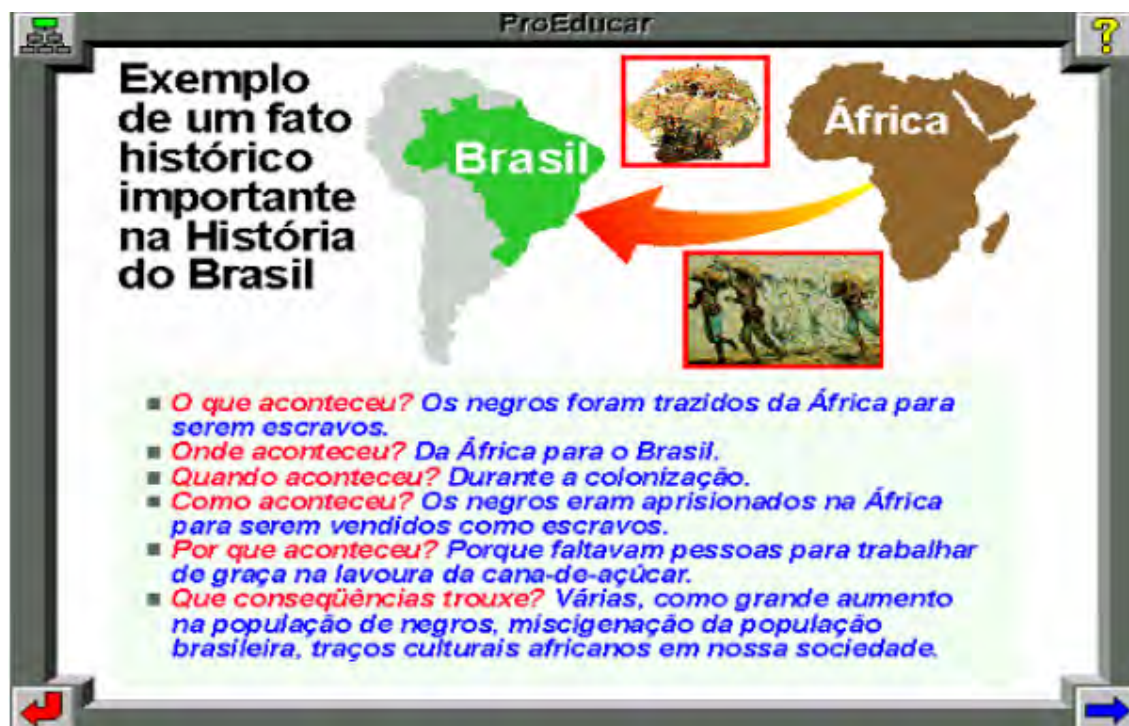 ProEducar
?
Exemplo
de um fato
histórico
importante
na História
do Brasil
Brasil
África
O que aconteceu? Os negros foram trazidos da África para
serem escravos.
Onde aconteceu? Da África para o Brasil.
Quando aconteceu? Durante a colonização.
Como aconteceu? Os negros eram aprisionados na África
para serem vendidos como escravos.
Por que aconteceu? Porque faltavam pessoas para trabalhar
de graça na lavoura da cana-de-açúcar.
Que conseqüências trouxe? Várias, como grande aumento
na população de negros, miscigenação da população
brasileira, traços culturais africanos em nossa sociedade.